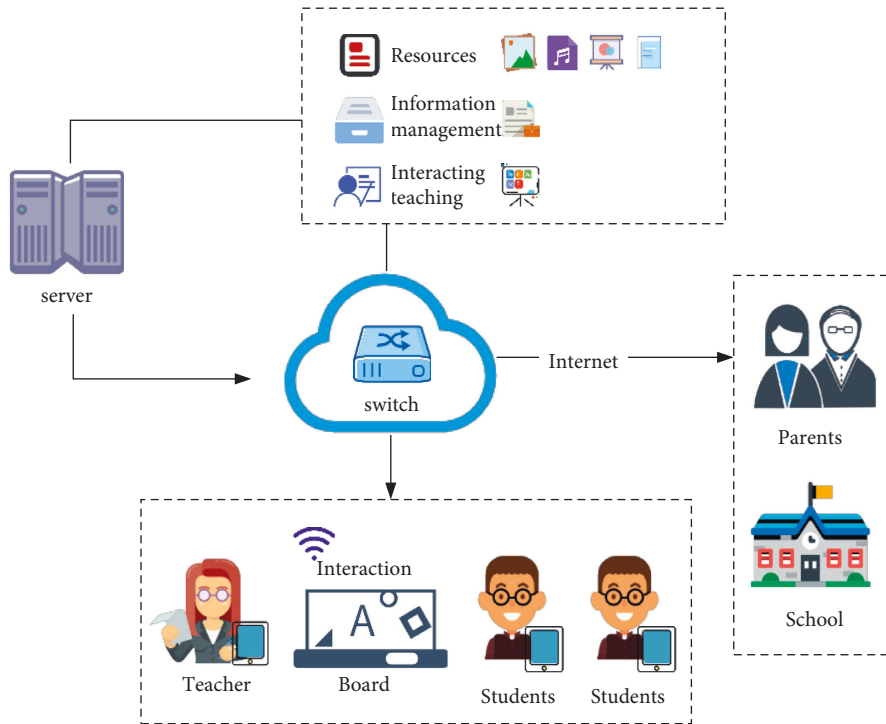 Resources
Information
management
Interacting
teaching
server
switch
Internet
Parents
School
Interaction
A
Teacher
Board
Students
Students